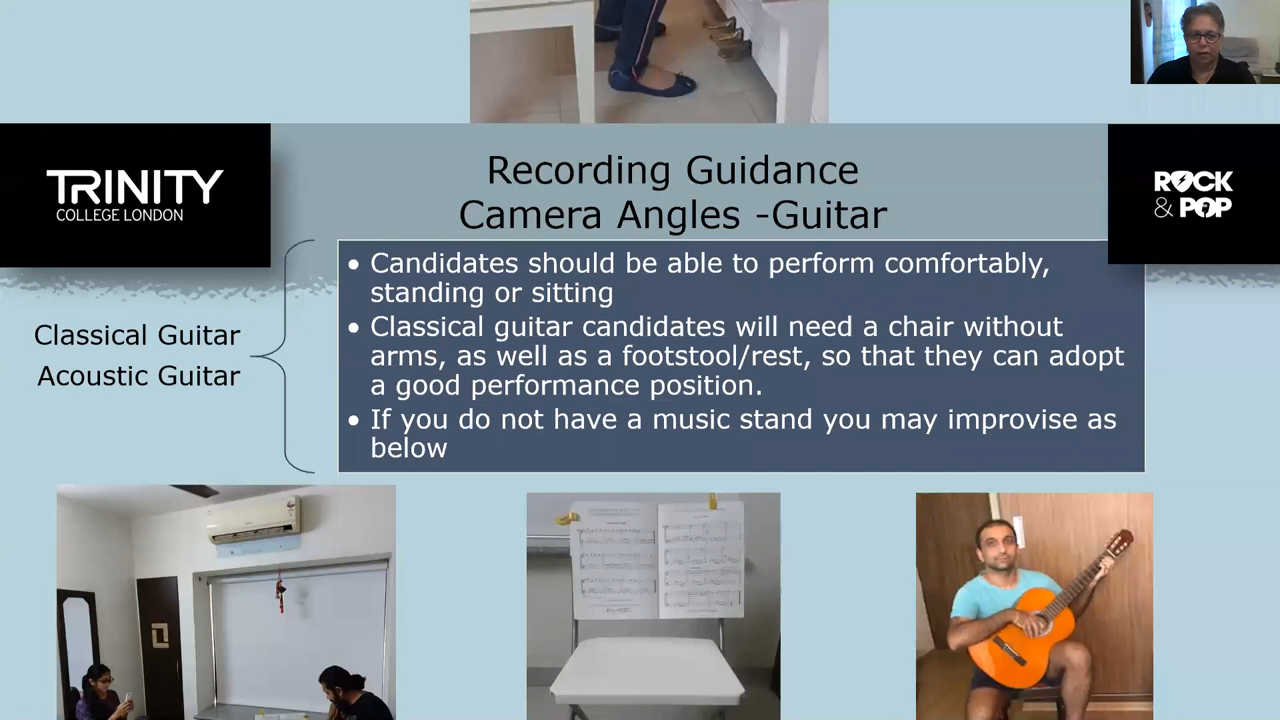 TRINITY
COLLEGE LONDON
Recording Guidance
Camera Angles -Guitar
ROCK
& POP
Classical Guitar
Acoustic Guitar
• Candidates should be able to perform comfortably,
standing or sitting
• Classical guitar candidates will need a chair without
arms, as well as a footstool/rest, so that they can adopt
a good performance position.
• If you do not have a music stand you may improvise as
below